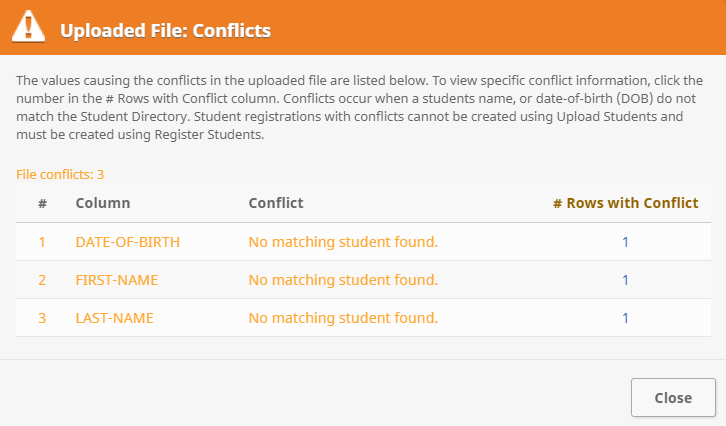 Uploaded File: Conflicts
The values causing the conflicts in the uploaded file are listed below. To view specific conflict information, click the
number in the # Rows with Conflict column. Conflicts occur when a students name, or date-of-birth (DOB) do not
match the Student Directory. Student registrations with conflicts cannot be created using Upload Students and
must be created using Register Students.
File conflicts: 3
# Column Conflict # Rows with Conflict
1 DATE-OF-BIRTH No matching student found. 1
2 FIRST-NAME No matching student found. 1
3 LAST-NAME No matching student found. 1
Close